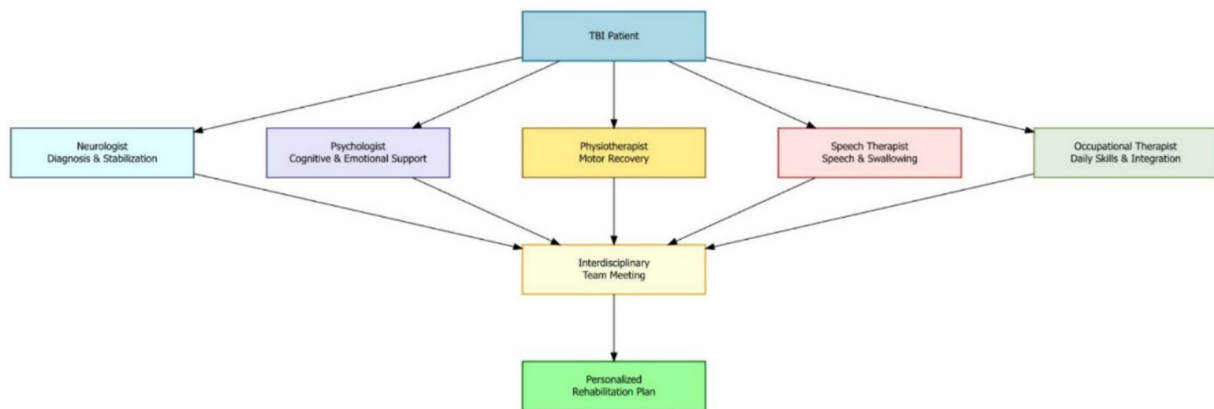 TBI Patient
Neurologist
Diagnosis & Stabilization
Psychologist
Cognitive & Emotional Support
Physiotherapist
Motor Recovery
Speech Therapist
Speech & Swallowing
Occupational Therapist
Daily Skills & Integration
Interdisciplinary
Team Meeting
Personalized
Rehabilitation Plan